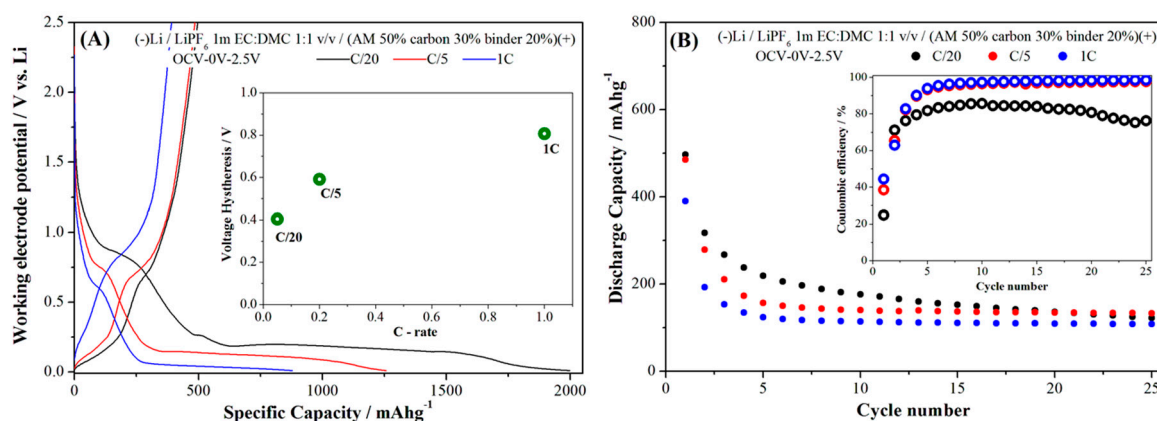 (A)
(-)Li / LiPF6 1m EC:DMC 1:1 v/v / (AM 50% carbon 30% binder 20%)(+)
OCV-0V-2.5V C/20 C/5 1C
Working electrode potential / V vs. Li
2.5
2.0
1.5
1.0
0.5
0.0
0 500 1000 1500 2000
Specific Capacity / mAhg-1
Voltage Hystheresis / V
1.0
0.8
0.6
0.4
0.2
0.0
0.0 0.2 0.4 0.6 0.8 1.0
C - rate
C/20
C/5
1C
(B)
(-)Li / LiPF6 1m EC:DMC 1:1 v/v / (AM 50% carbon 30% binder 20%)(+)
OCV-0V-2.5V C/20 C/5 1C
Discharge Capacity / mAhg-1
800
600
400
200
0
0 5 10 15 20 25
Cycle number
Coulombic efficiency / %
100
80
60
40
20
0
0 5 10 15 20 25
Cycle number